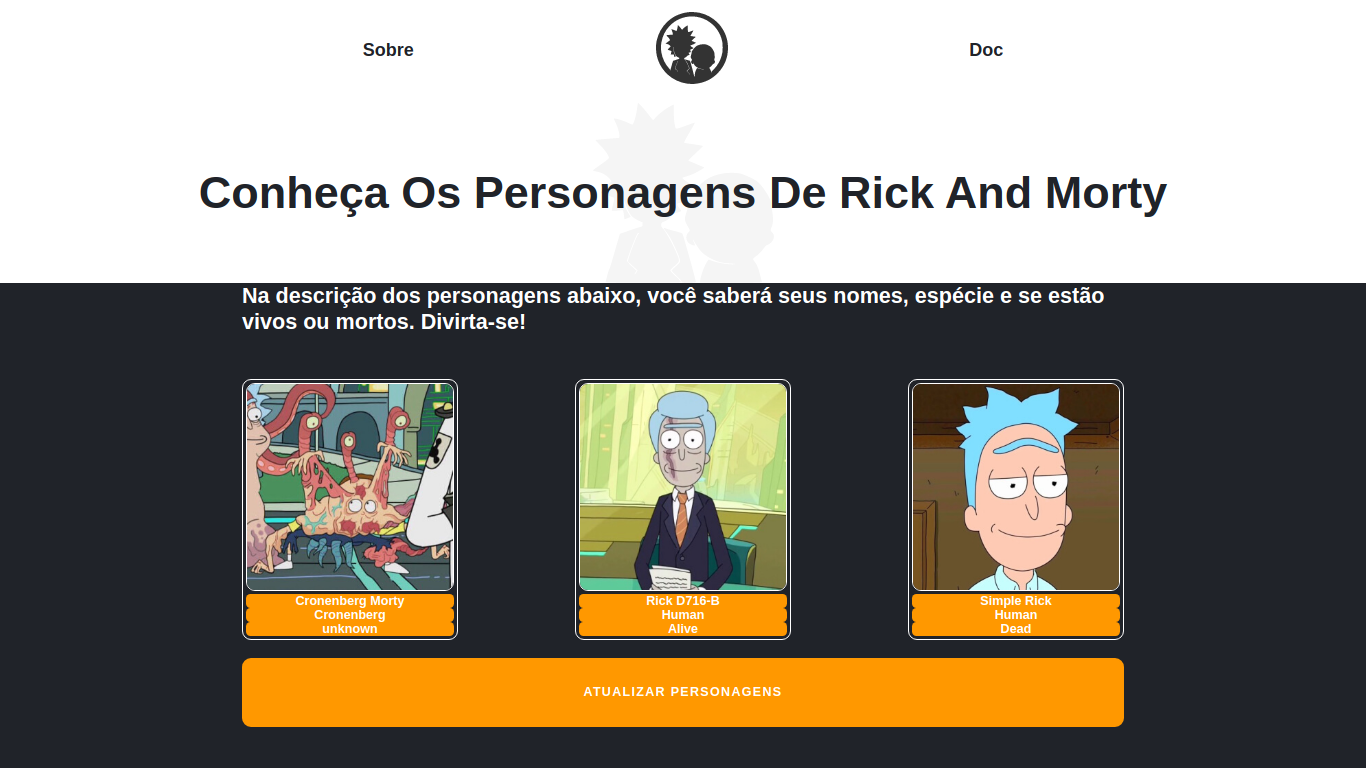 Sobre
Doc
Conheça Os Personagens De Rick And Morty
Na descrição dos personagens abaixo, você saberá seus nomes, espécie e se estão
vivos ou mortos. Divirta-se!
Cronenberg Morty
Cronenberg
unknown
Rick D716-B
Human
Alive
Simple Rick
Human
Dead
ATUALIZAR PERSONAGENS